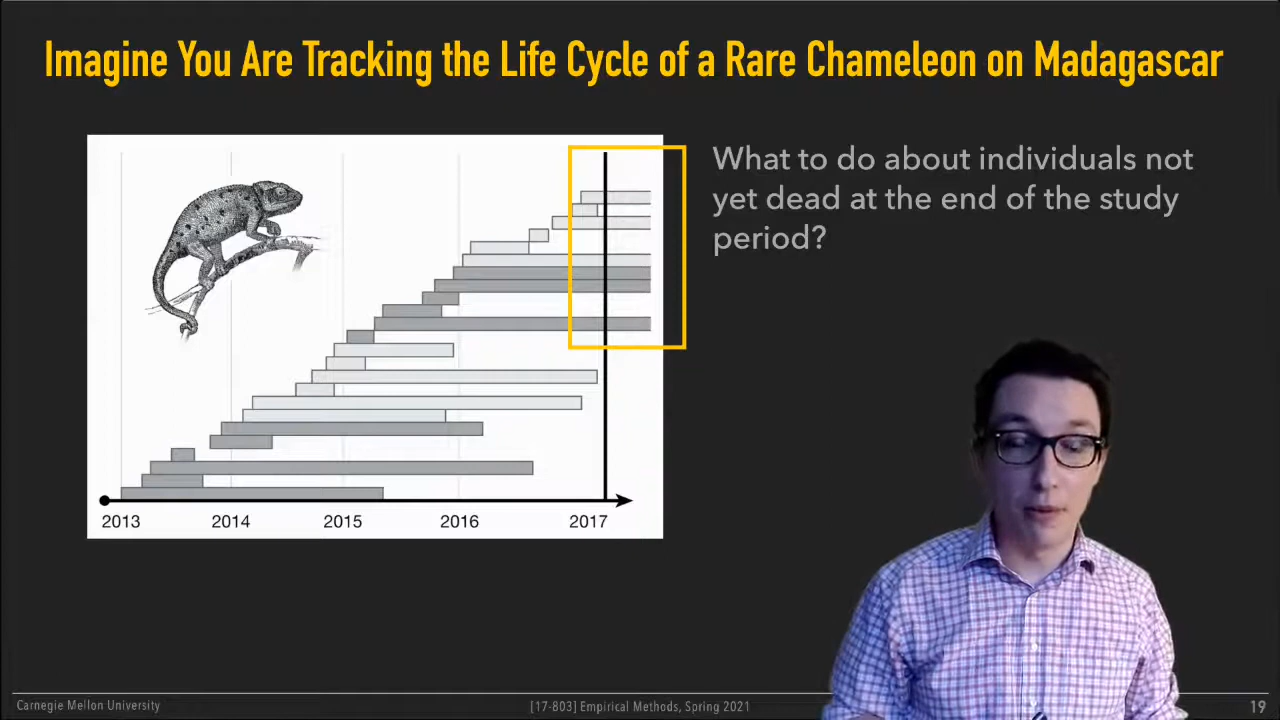 Imagine You Are Tracking the Life Cycle of a Rare Chameleon on Madagascar
What to do about individuals not
yet dead at the end of the study
period?
2013 2014 2015 2016 2017
Carnegie Mellon University [17-803] Empirical Methods, Spring 2021 19